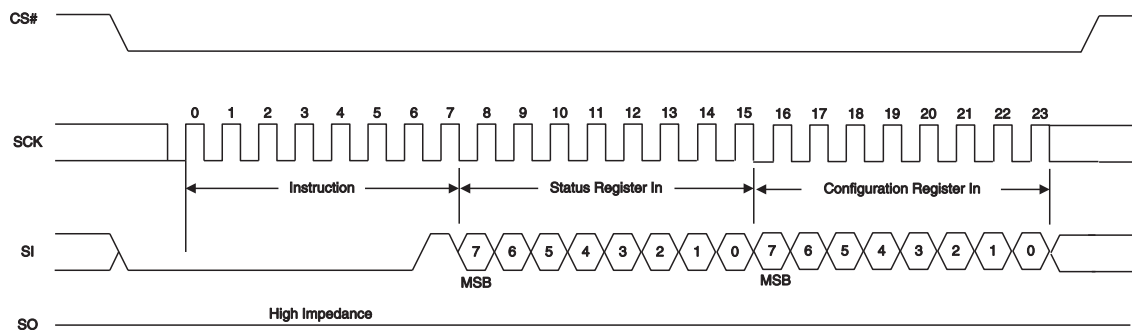 CS#
0 1 2 3 4 5 6 7 8 9 10 11 12 13 14 15 16 17 18 19 20 21 22 23
SCK
Instruction Status Register In Configuration Register In
SI 7 6 5 4 3 2 1 0 7 6 5 4 3 2 1 0
MSB MSB
High Impedance
SO